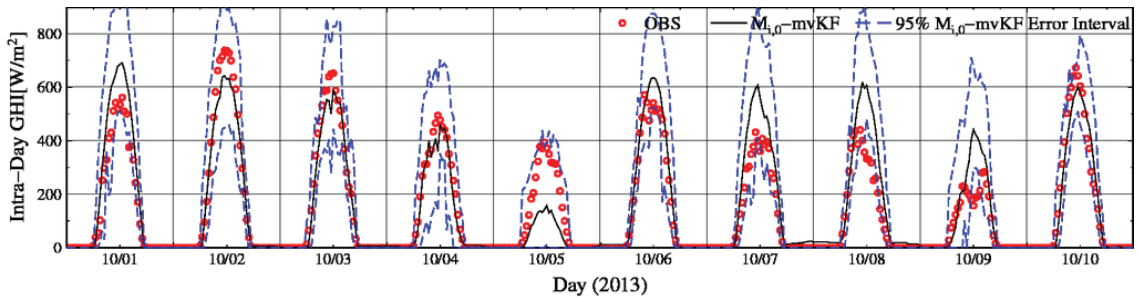 OBS M_{i,0}−mvKF 95% M_{i,0}−mvKF Error Interval
Intra−Day GHI[W/m²]
800
600
400
200
0
10/01 10/02 10/03 10/04 10/05 10/06 10/07 10/08 10/09 10/10
Day (2013)